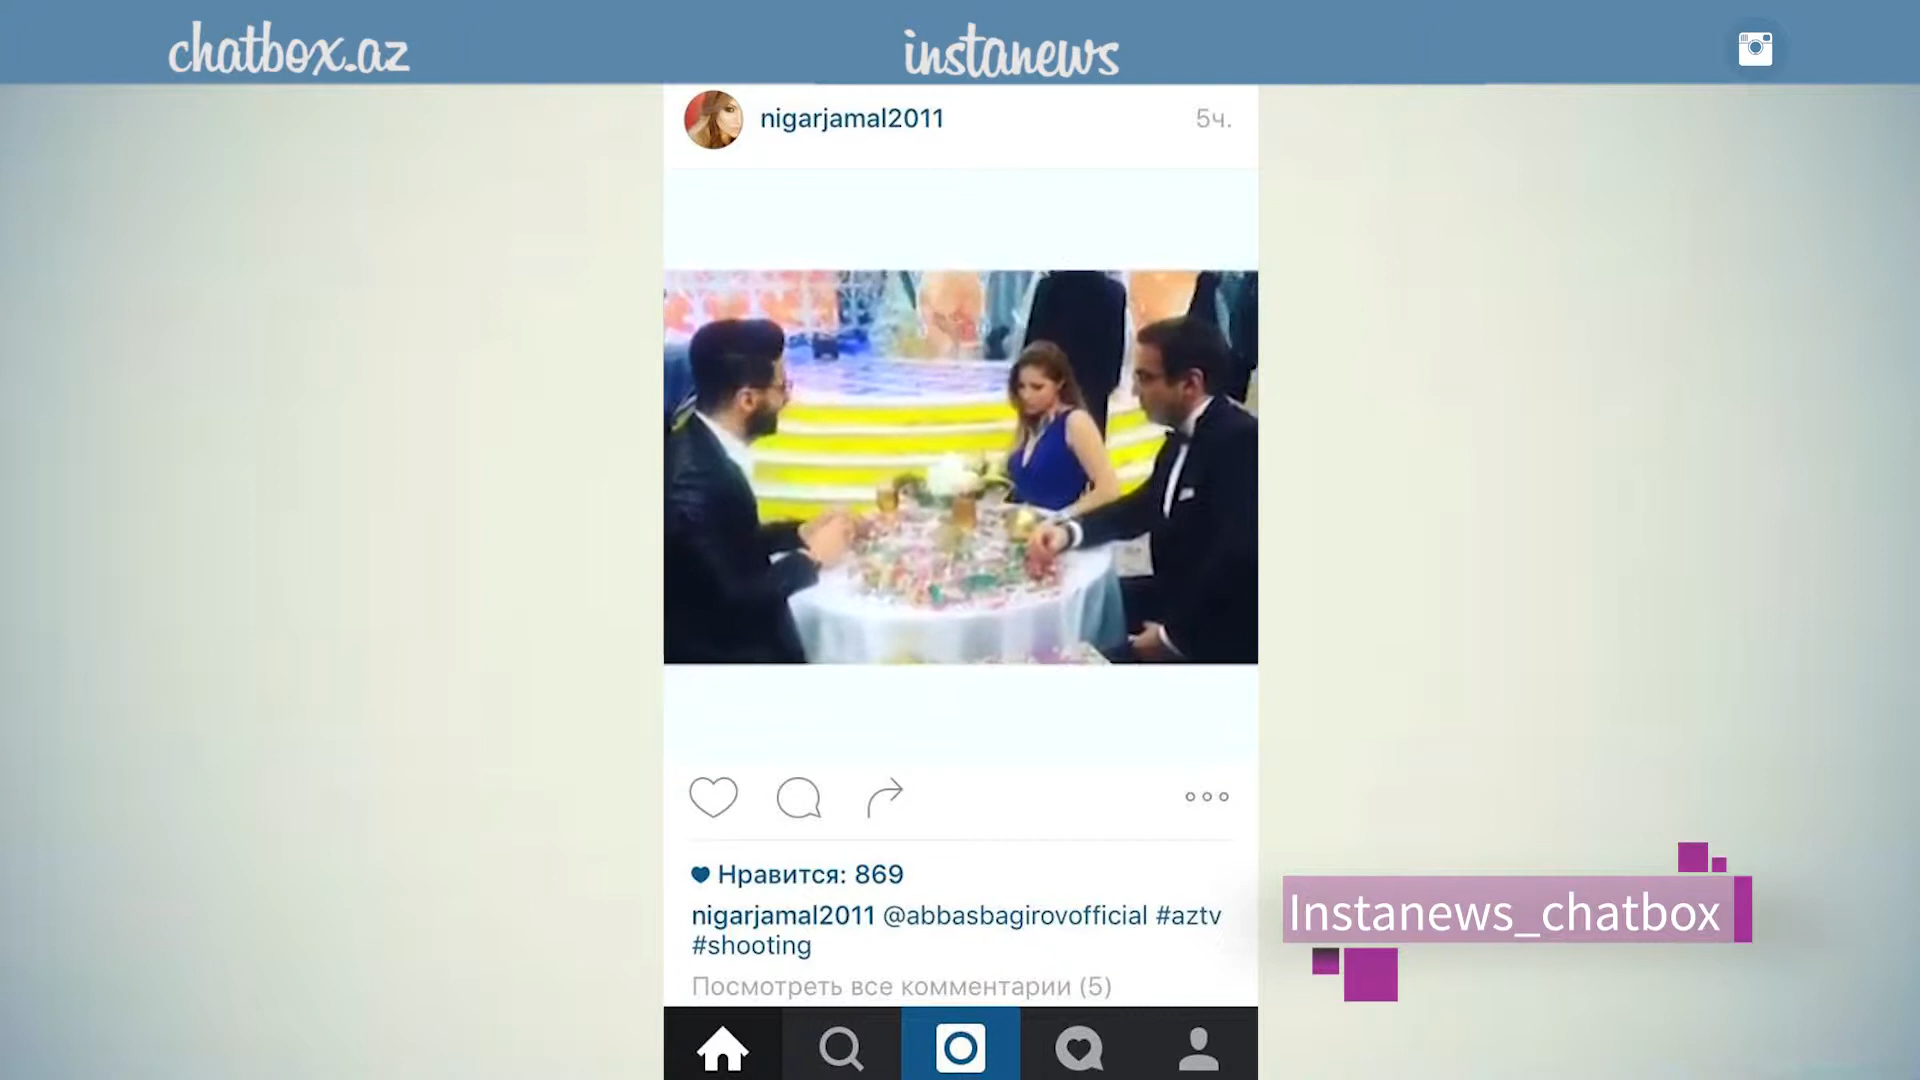 chatbox.az
instanews
nigarjamal2011
5ч.
Нравится: 869
nigarjamal2011 @abbasbagirovofficial #aztv
#shooting
Посмотреть все комментарии (5)
Instanews_chatbox